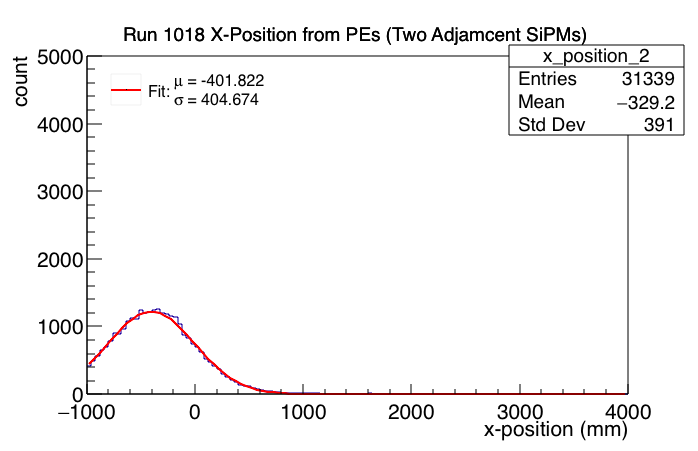 Run 1018 X-Position from PEs (Two Adjamcent SiPMs)
x_position_2
Entries 31339
Mean −329.2
Std Dev 391
Fit: μ = -401.822
σ = 404.674
count
5000
4000
3000
2000
1000
0
−1000 0 1000 2000 3000 4000
x-position (mm)